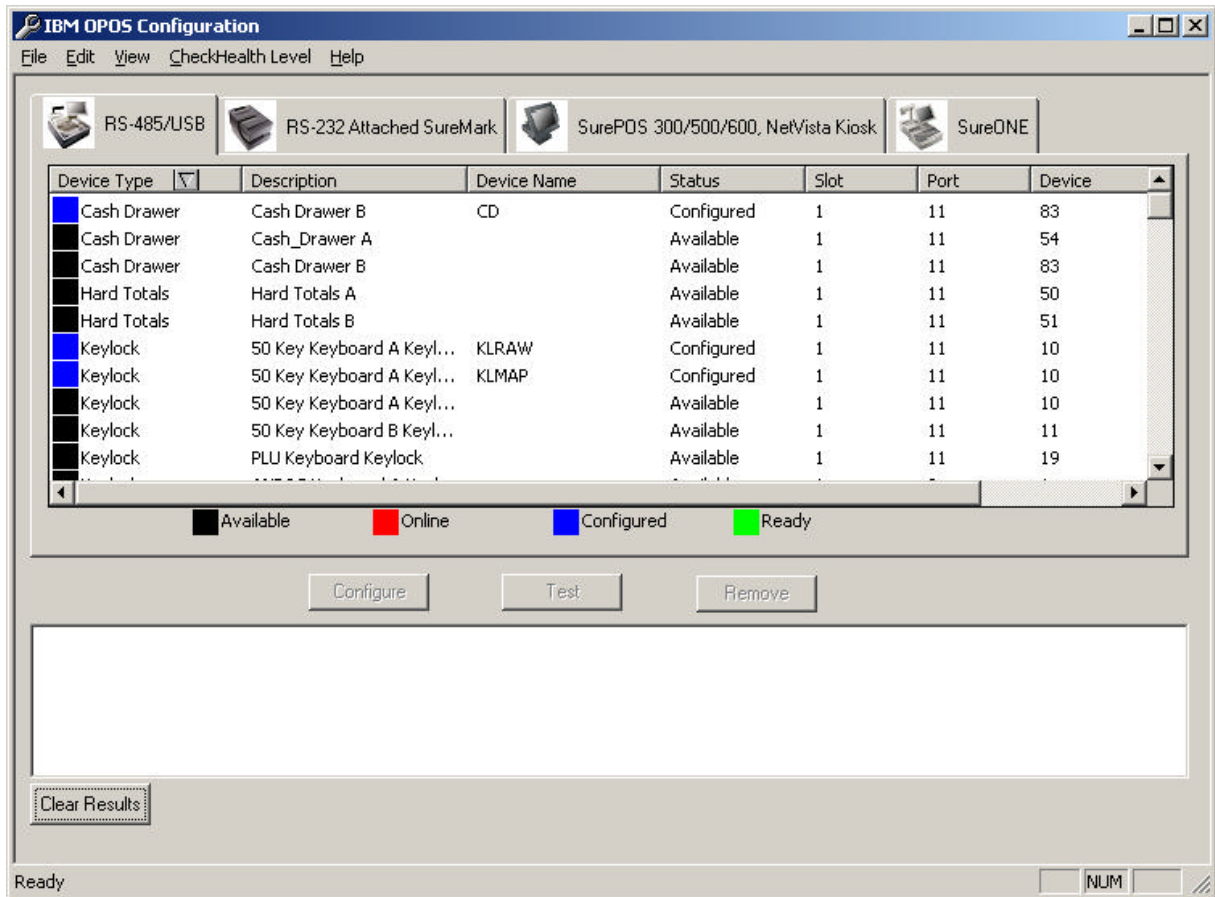 IBM OPOS Configuration
File Edit View CheckHealth Level Help
RS-485/USB RS-232 Attached SureMark SurePOS 300/500/600, NetVista Kiosk SureONE
Device Type Description Device Name Status Slot Port Device
Cash Drawer Cash Drawer B CD Configured 1 11 83
Cash Drawer Cash_Drawer A Available 1 11 54
Cash Drawer Cash Drawer B Available 1 11 83
Hard Totals Hard Totals A Available 1 11 50
Hard Totals Hard Totals B Available 1 11 51
Keylock 50 Key Keyboard A Keyl... KLRAW Configured 1 11 10
Keylock 50 Key Keyboard A Keyl... KLMAP Configured 1 11 10
Keylock 50 Key Keyboard A Keyl... Available 1 11 10
Keylock 50 Key Keyboard B Keyl... Available 1 11 11
Keylock PLU Keyboard Keylock Available 1 11 19
Available Online Configured Ready
Configure Test Remove
Clear Results
Ready NUM